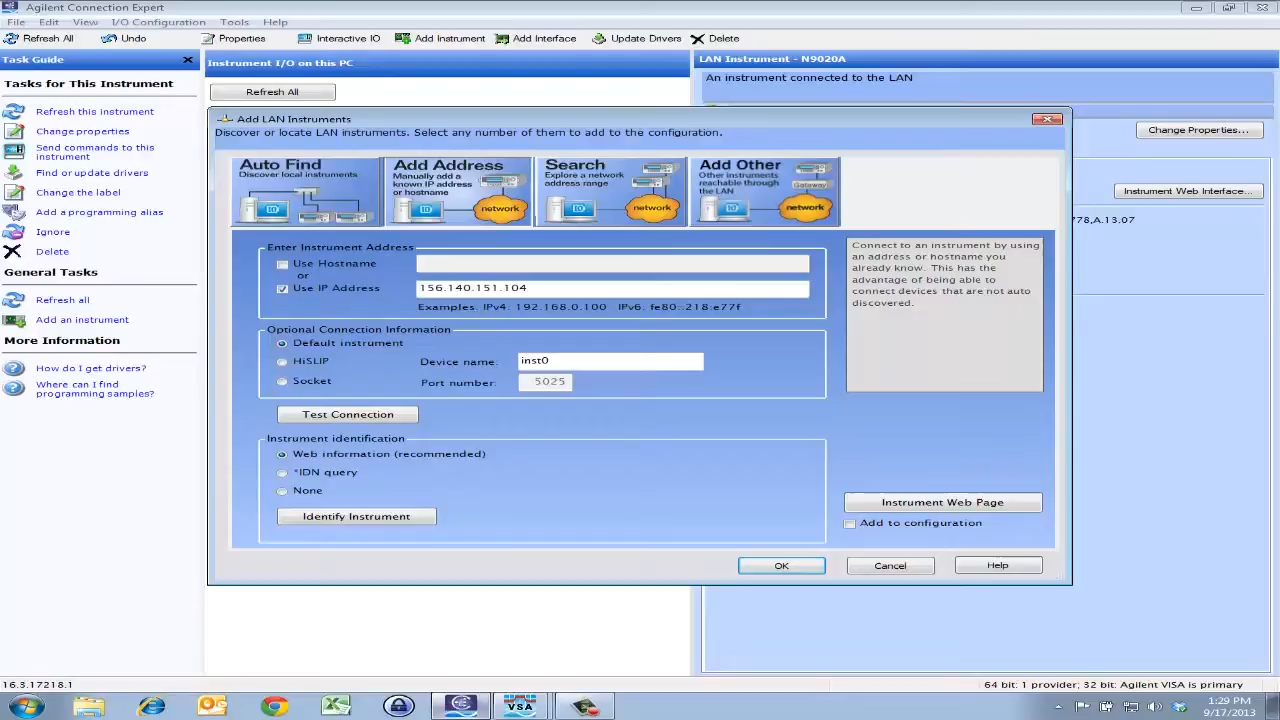 Agilent Connection Expert
File Edit View I/O Configuration Tools Help
Refresh All Undo Properties Interactive IO Add Instrument Add Interface Update Drivers Delete
Task Guide
Tasks for This Instrument
Refresh this instrument
Change properties
Send commands to this
instrument
Find or update drivers
Change the label
Add a programming alias
Ignore
Delete
General Tasks
Refresh all
Add an instrument
More Information
How do I get drivers?
Where can I find
programming samples?
Instrument I/O on this PC
Refresh All
LAN Instrument - N9020A
An instrument connected to the LAN
Change Properties...
Instrument Web Interface...
778,A.13.07
Add LAN Instruments
Discover or locate LAN instruments. Select any number of them to add to the configuration.
Auto Find
Discover local instruments
ID
Add Address
Manually add a
known IP address
or hostname
ID
network
Search
Explore a network
address range
ID
network
Add Other
Other instruments
reachable through
the LAN
Gateway
ID
network
Enter Instrument Address
Use Hostname
or
Use IP Address 156.140.151.104
Examples: IPv4: 192.168.0.100 IPv6: fe80::218:e77f
Optional Connection Information
Default instrument
HiSLIP Device name: inst0
Socket Port number: 5025
Test Connection
Instrument identification
Web information (recommended)
*IDN query
None
Identify Instrument
Connect to an instrument by using
an address or hostname you
already know. This has the
advantage of being able to
connect devices that are not auto
discovered.
Instrument Web Page
Add to configuration
OK Cancel Help
16.3.17218.1
64 bit: 1 provider; 32 bit: Agilent VISA is primary
VSA
1:29 PM
9/17/2013